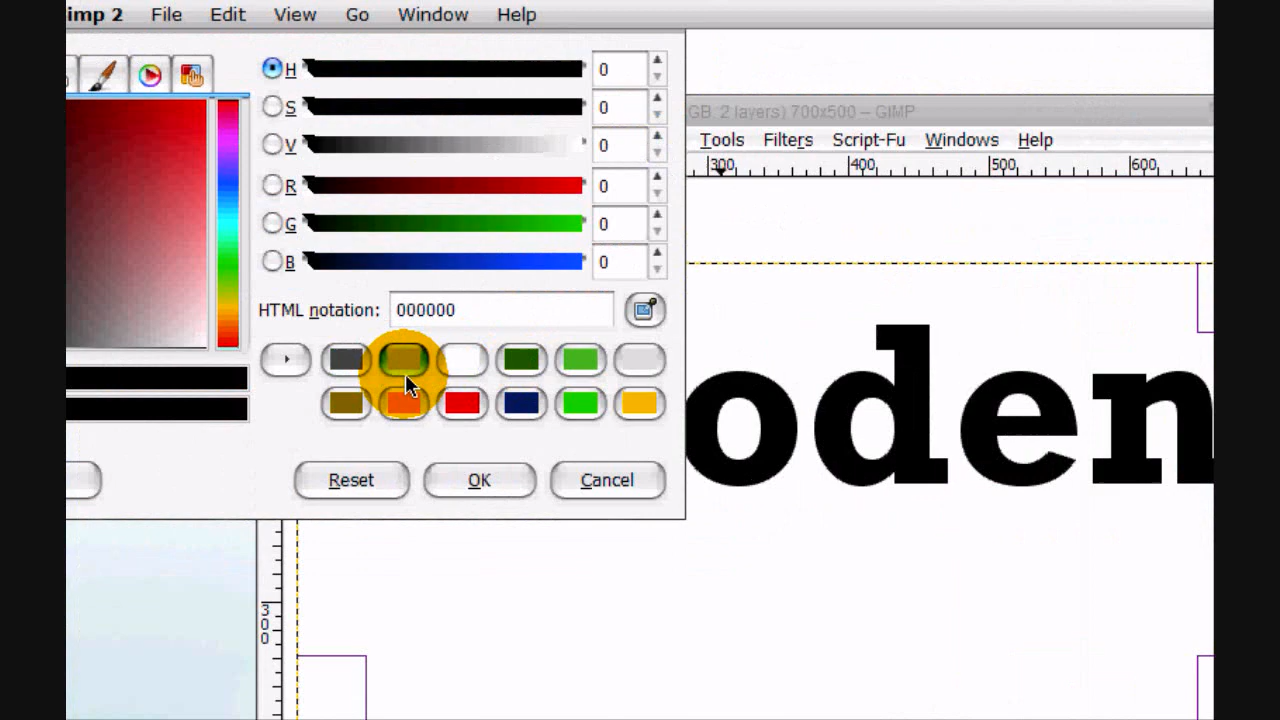 imp 2 File Edit View Go Window Help
H 0
S 0
V 0
R 0
G 0
B 0
HTML notation: 000000
Reset OK Cancel
GB, 2 layers) 700x500 – GIMP
Tools Filters Script-Fu Windows Help
300 400 500 600
oden
300